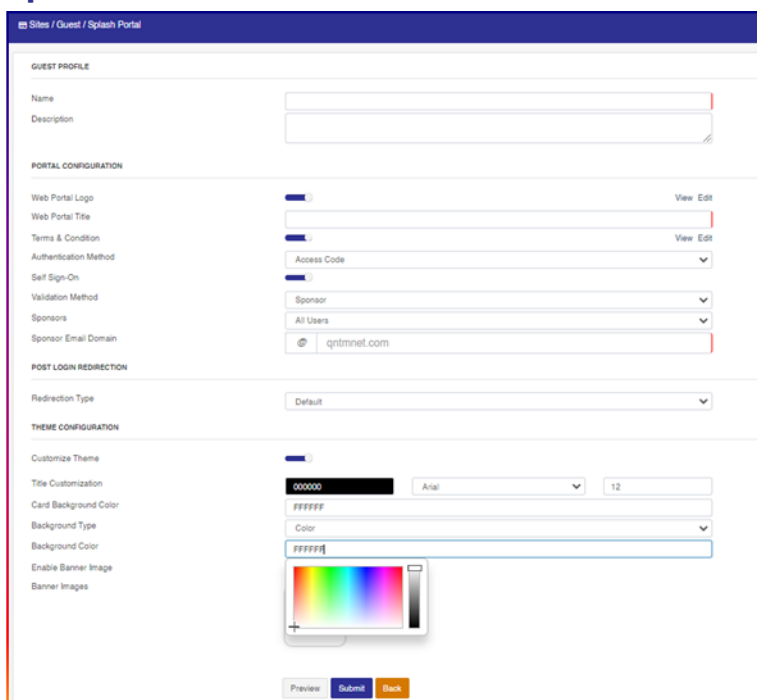 Sites / Guest / Splash Portal
GUEST PROFILE
Name
Description
PORTAL CONFIGURATION
Web Portal Logo View Edit
Web Portal Title
Terms & Condition View Edit
Authentication Method Access Code
Self Sign-On
Validation Method Sponsor
Sponsors All Users
Sponsor Email Domain @ qntmnet.com
POST LOGIN REDIRECTION
Redirection Type Default
THEME CONFIGURATION
Customize Theme
Title Customization 000000 Arial 12
Card Background Color FFFFFF
Background Type Color
Background Color FFFFFF
Enable Banner Image
Banner Images
Preview Submit Back